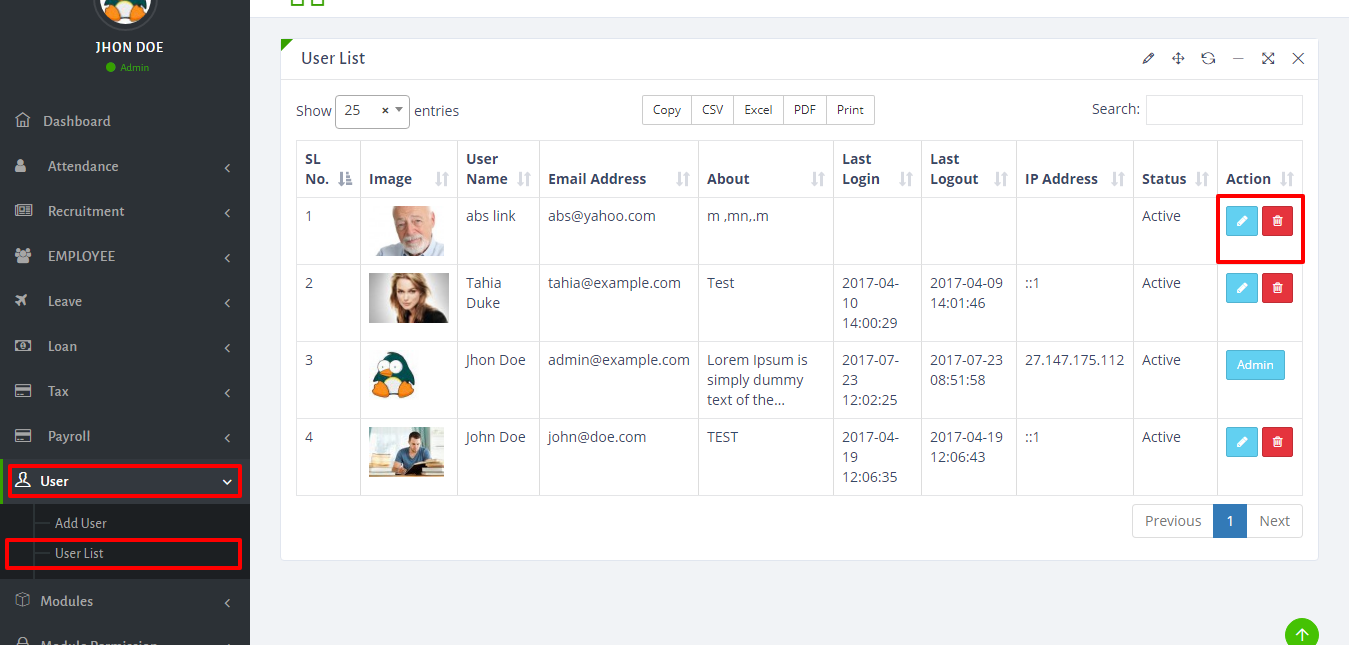 JHON DOE
Admin
Dashboard
Attendance
Recruitment
EMPLOYEE
Leave
Loan
Tax
Payroll
User
Add User
User List
Modules
Module Permission
User List
Show 25 × entries
Copy CSV Excel PDF Print
Search:
SL No. Image User Name Email Address About Last Login Last Logout IP Address Status Action
1 abs link abs@yahoo.com m ,mn,.m Active
2 Tahia Duke tahia@example.com Test 2017-04-10 14:00:29 2017-04-09 14:01:46 ::1 Active
3 Jhon Doe admin@example.com Lorem Ipsum is simply dummy text of the... 2017-07-23 12:02:25 2017-07-23 08:51:58 27.147.175.112 Active Admin
4 John Doe john@doe.com TEST 2017-04-19 12:06:35 2017-04-19 12:06:43 ::1 Active
Previous 1 Next